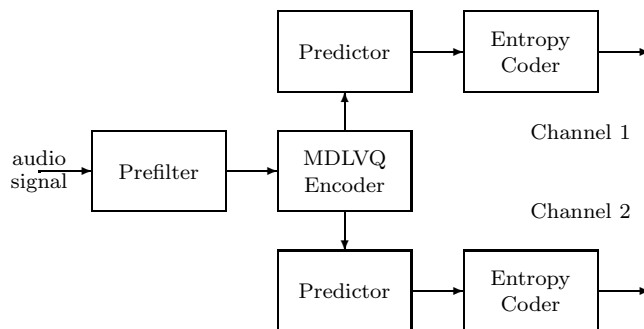 Predictor
Entropy
Coder
Channel 1
audio
signal
Prefilter
MDLVQ
Encoder
Channel 2
Predictor
Entropy
Coder